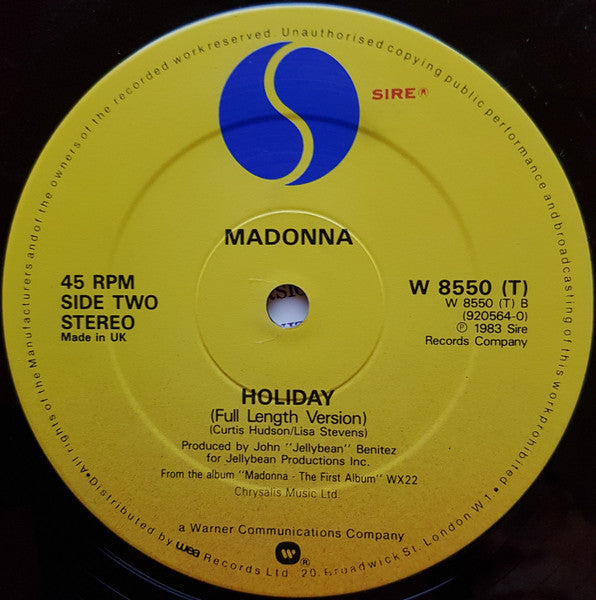 SIRE®
MADONNA
45 RPM
SIDE TWO
STEREO
Made in UK
W 8550 (T)
W 8550 (T) B
(920564-0)
℗ 1983 Sire
Records Company
HOLIDAY
(Full Length Version)
(Curtis Hudson/Lisa Stevens)
Produced by John "Jellybean" Benitez
for Jellybean Productions Inc.
From the album "Madonna - The First Album" WX22
Chrysalis Music Ltd.
a Warner Communications Company
®
All rights of the Manufacturers and of the owners of the recorded work reserved. Unauthorised copying public performance and broadcasting of this work prohibited
•Distributed by wea Records Ltd. 20. Broadwick St. London W1•